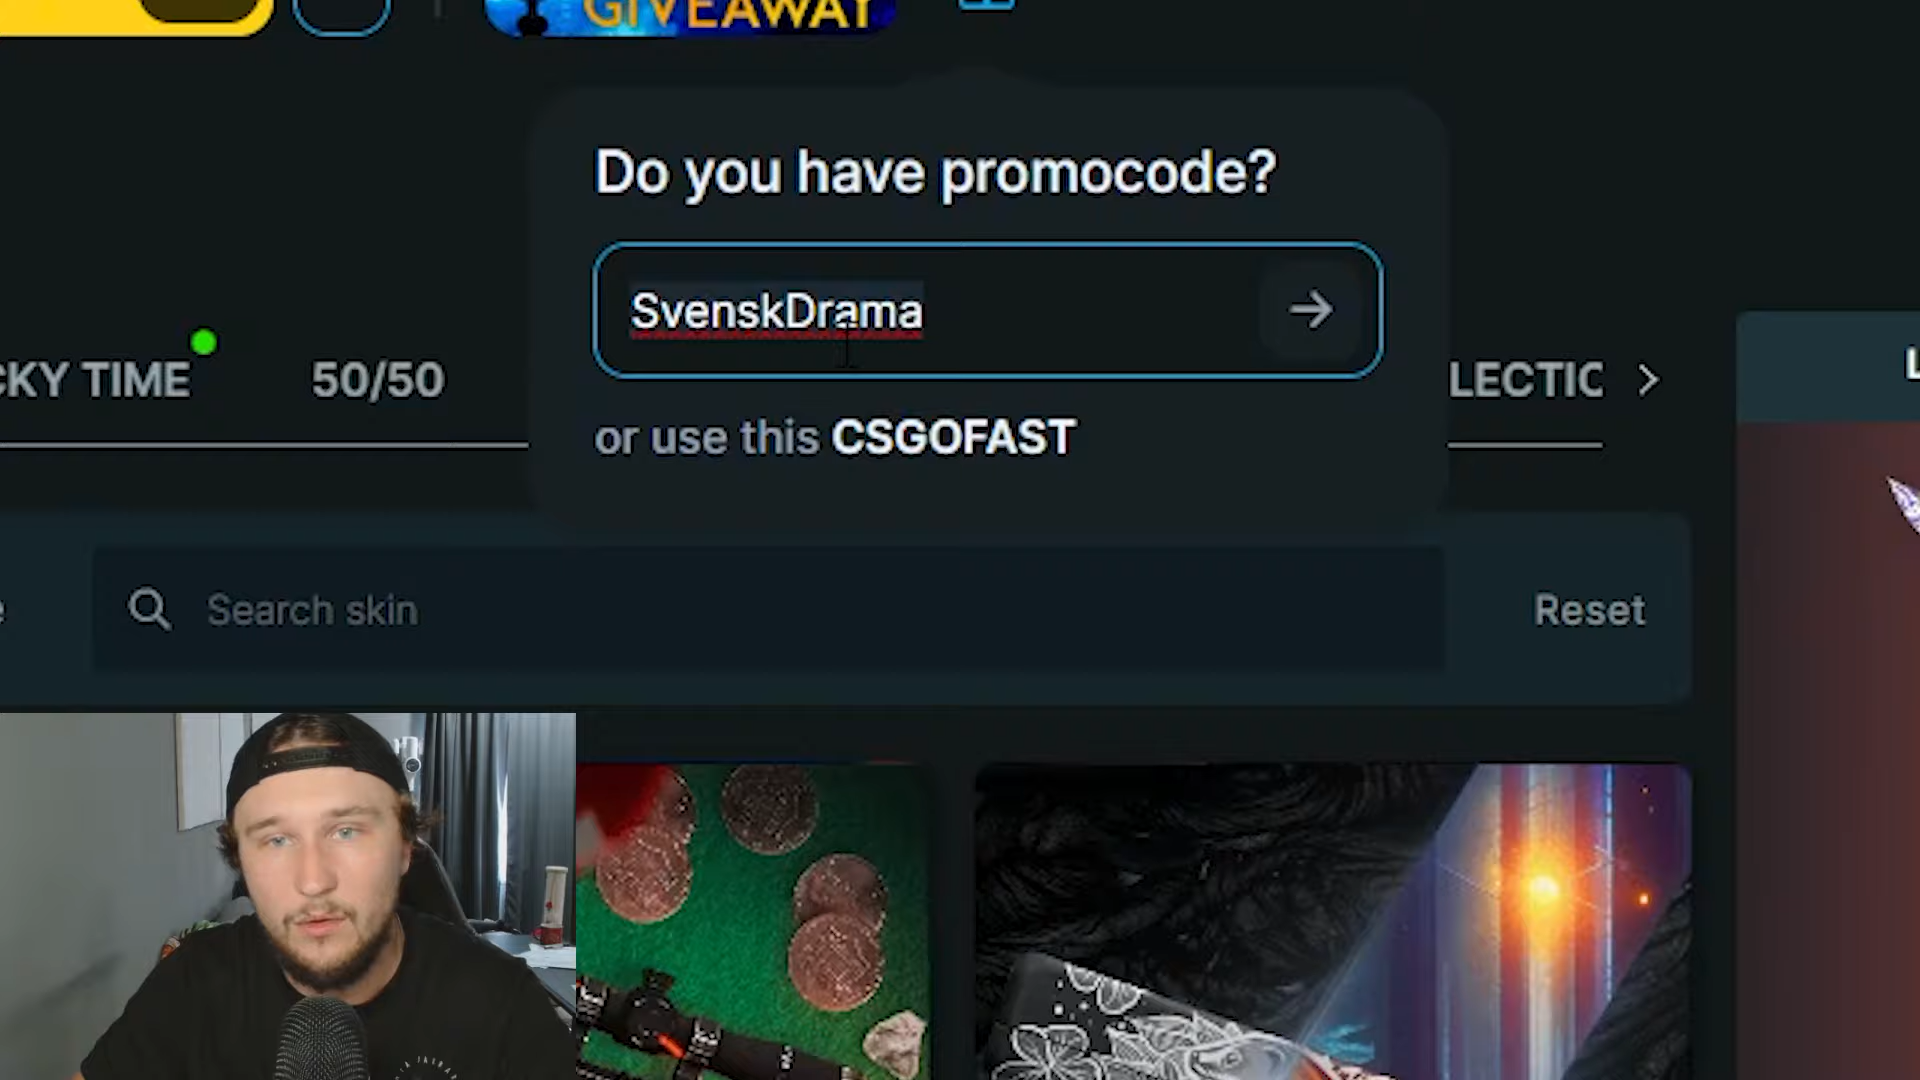 GIVEAWAY
Do you have promocode?
SvenskDrama
or use this CSGOFAST
CKY TIME
50/50
LECTIC
Search skin
Reset